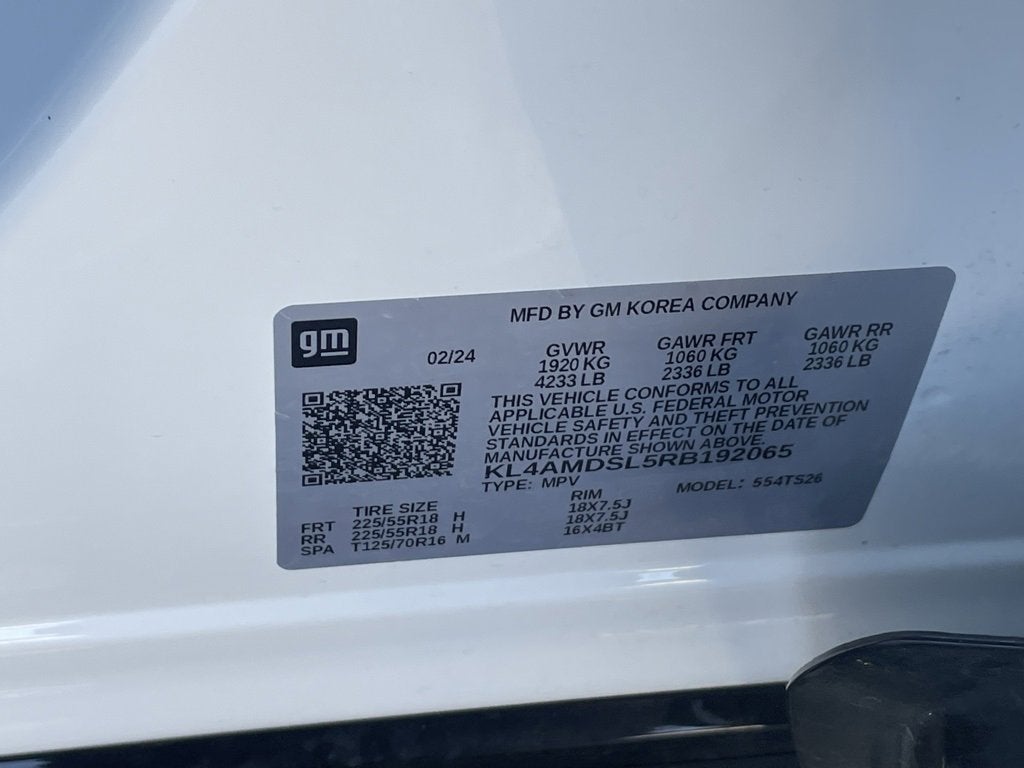 gm
MFD BY GM KOREA COMPANY
02/24
GVWR GAWR FRT GAWR RR
1920 KG 1060 KG 1060 KG
4233 LB 2336 LB 2336 LB
THIS VEHICLE CONFORMS TO ALL
APPLICABLE U.S. FEDERAL MOTOR
VEHICLE SAFETY AND THEFT PREVENTION
STANDARDS IN EFFECT ON THE DATE OF
MANUFACTURE SHOWN ABOVE.
KL4AMDSL5RB192065
TYPE: MPV MODEL: 554TS26
TIRE SIZE RIM
FRT 225/55R18 H 18X7.5J
RR 225/55R18 H 18X7.5J
SPA T125/70R16 M 16X4BT